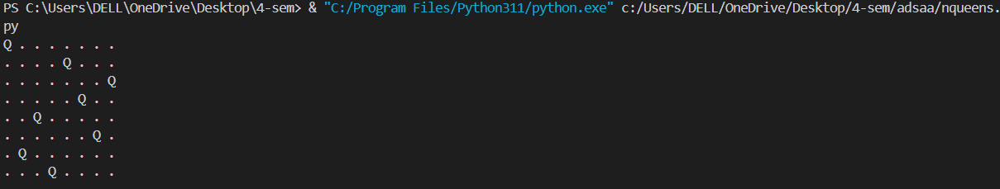 PS C:\Users\DELL\OneDrive\Desktop\4-sem> & "C:/Program Files/Python311/python.exe" c:/Users/DELL/OneDrive/Desktop/4-sem/adsaa/nqueens.
py
Q . . . . . . .
. . . . Q . . .
. . . . . . . Q
. . . . . Q . .
. . Q . . . . .
. . . . . . Q .
. Q . . . . . .
. . . Q . . . .